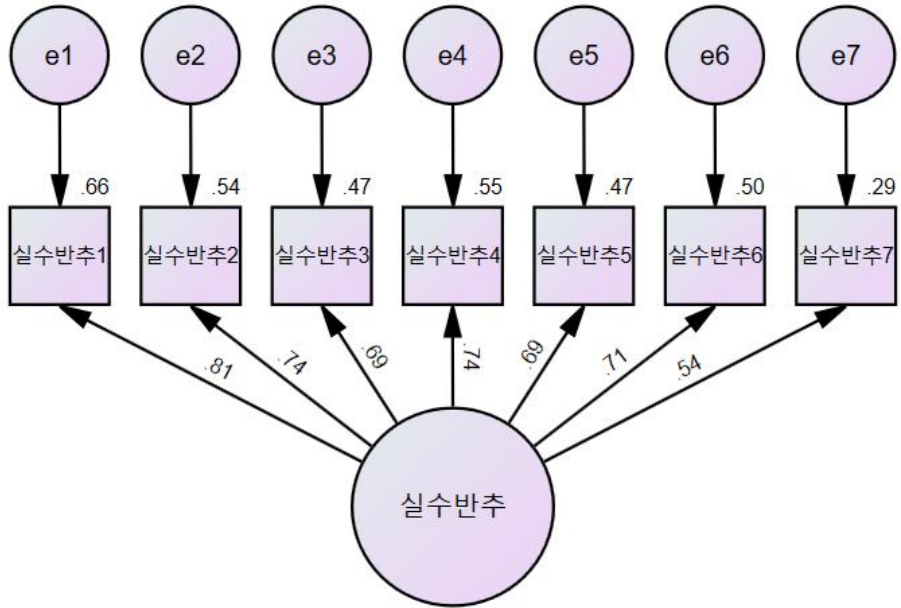 e1 e2 e3 e4 e5 e6 e7
.66 .54 .47 .55 .47 .50 .29
실수반추1 실수반추2 실수반추3 실수반추4 실수반추5 실수반추6 실수반추7
.81 .74 .69 .74 .69 .71 .54
실수반추